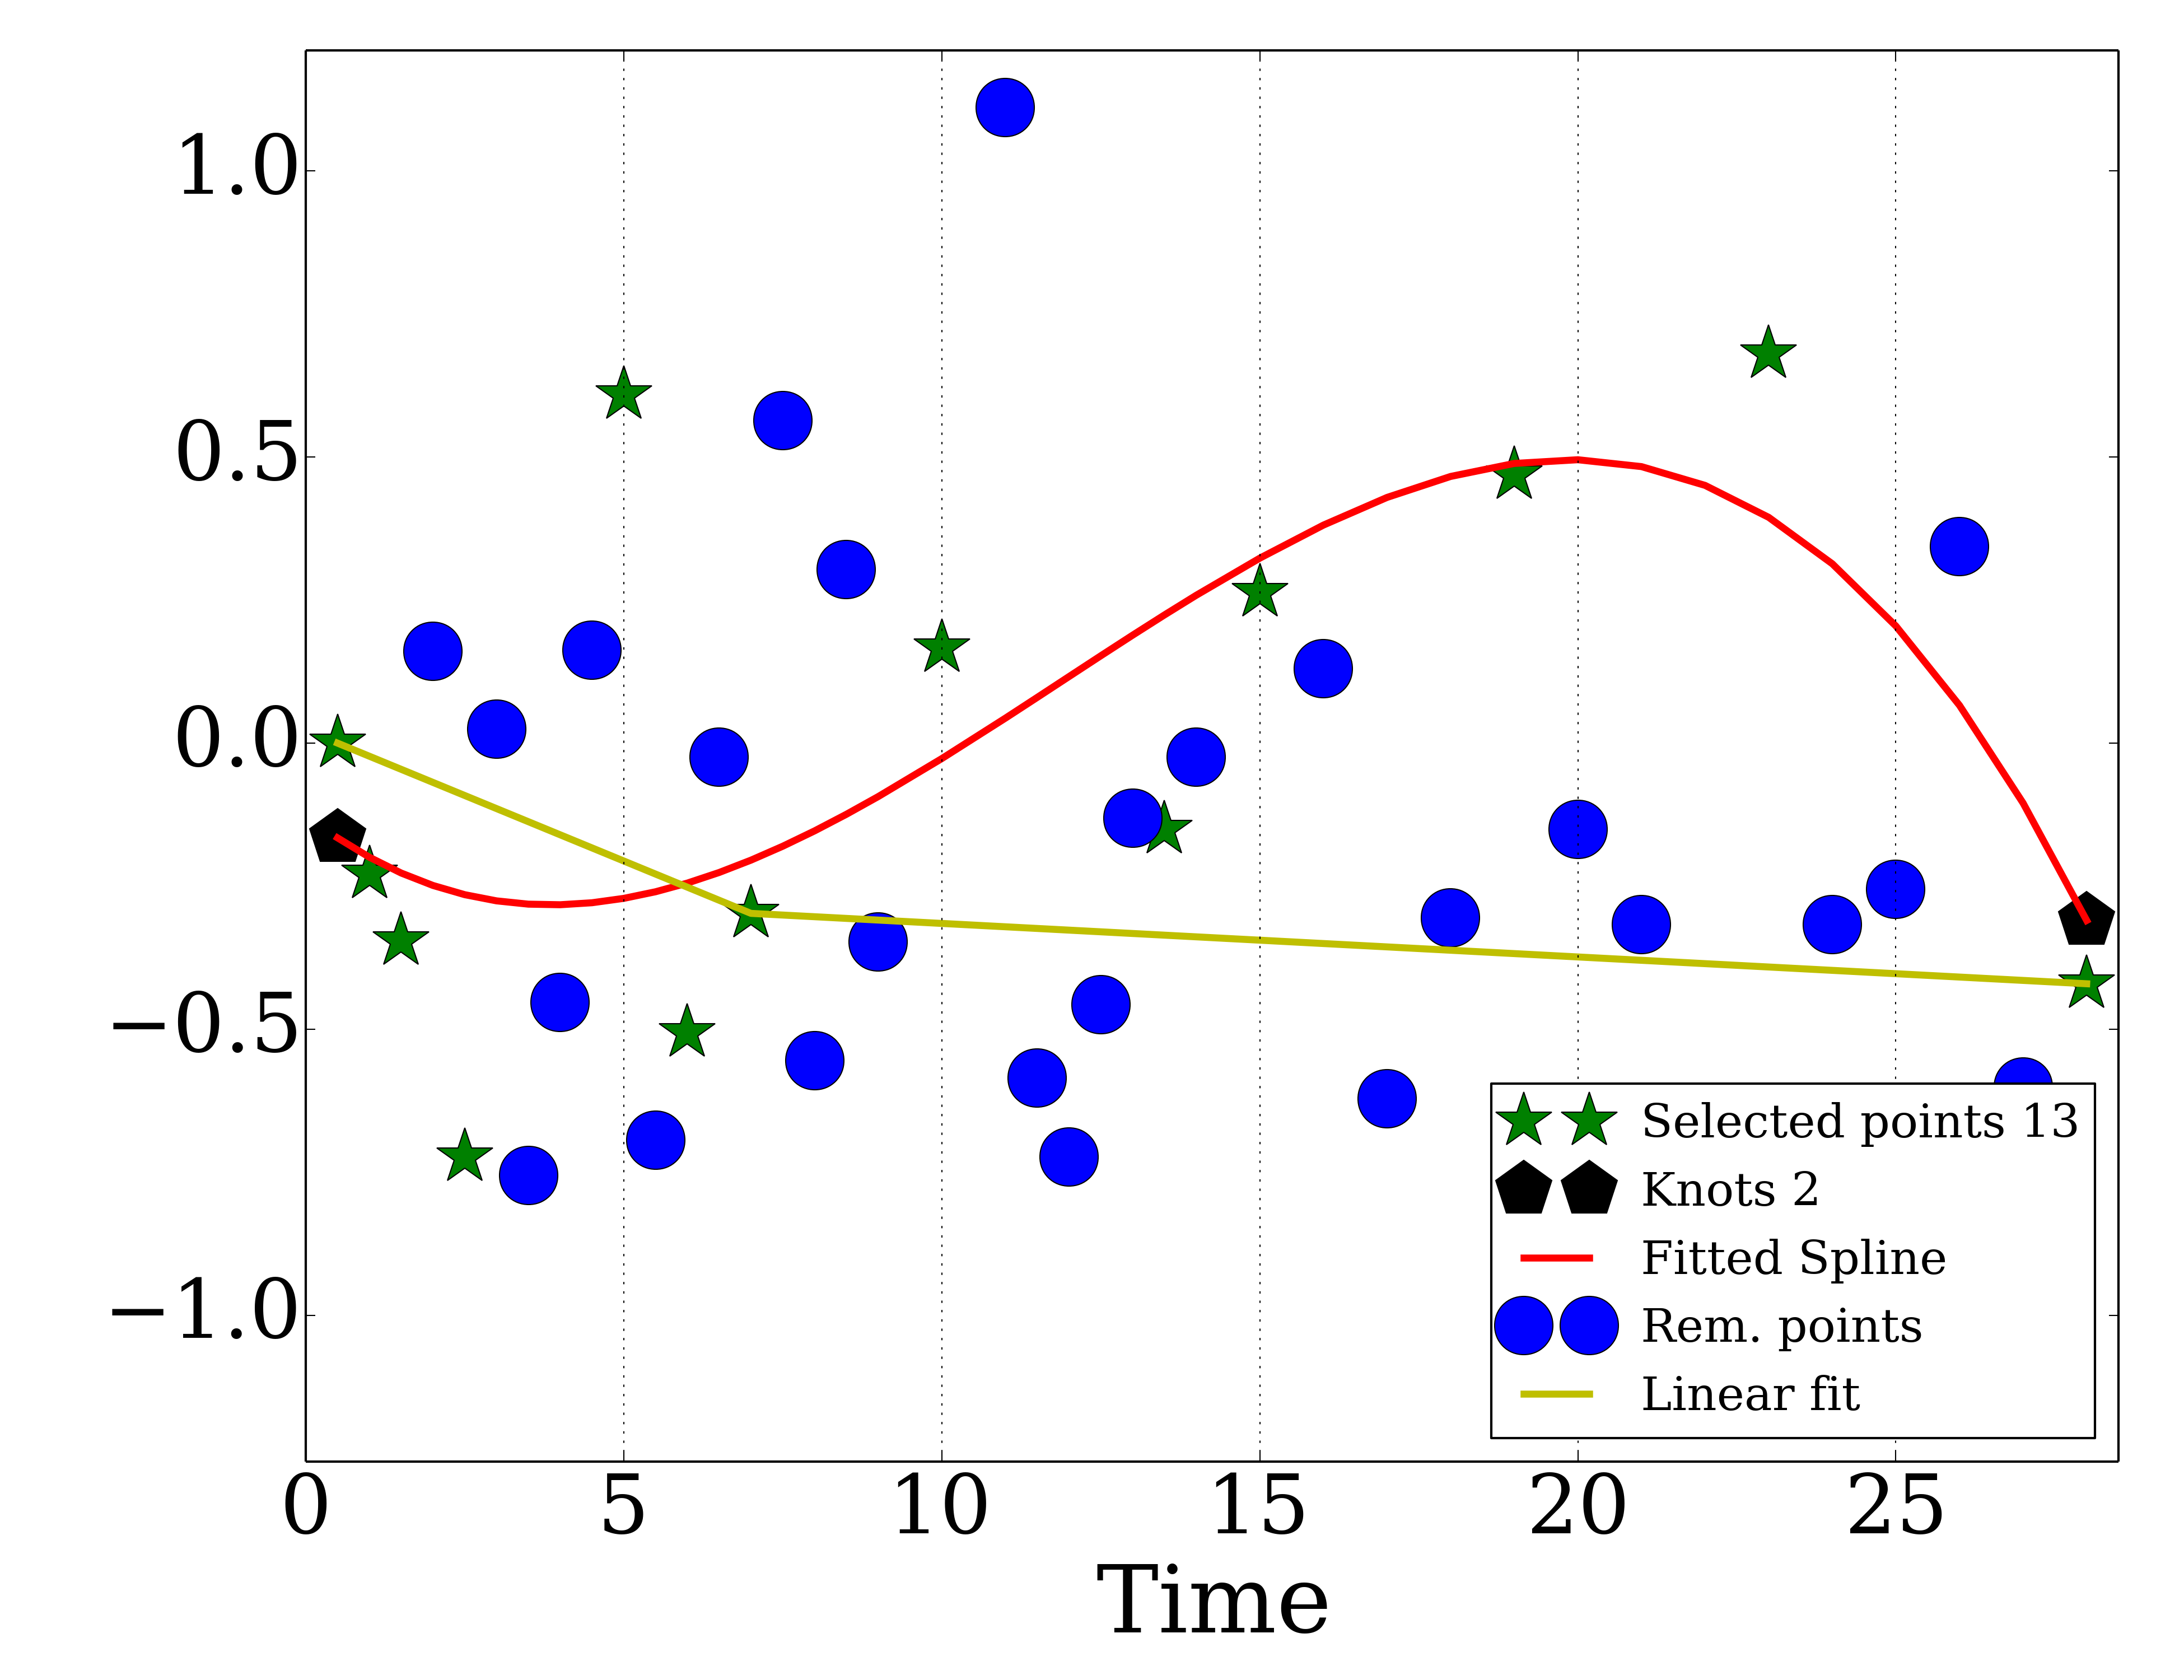 1.0
0.5
0.0
−0.5
−1.0
0 5 10 15 20 25
Time
Selected points 13
Knots 2
Fitted Spline
Rem. points
Linear fit